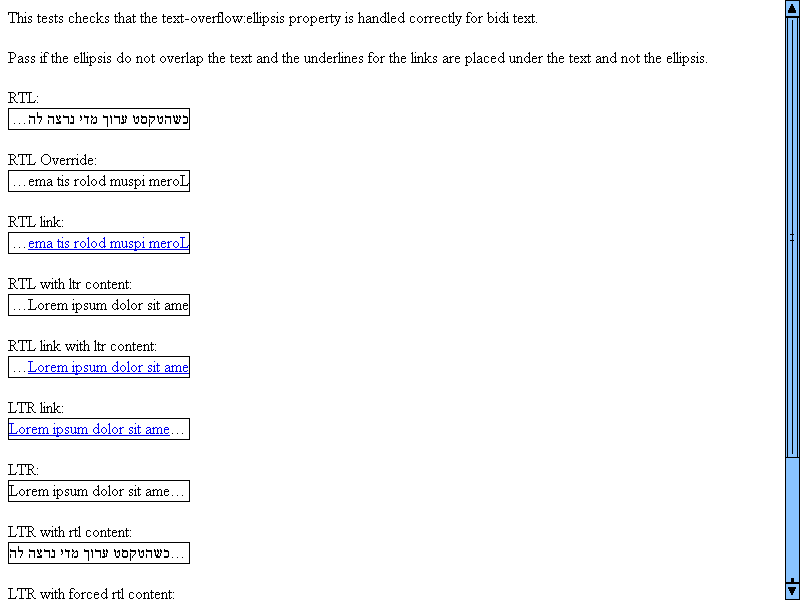 This tests checks that the text-overflow:ellipsis property is handled correctly for bidi text.
Pass if the ellipsis do not overlap the text and the underlines for the links are placed under the text and not the ellipsis.
RTL:
כשהטקסט ערוך מדי נרצה לה…
RTL Override:
…ema tis rolod muspi meroL
RTL link:
…ema tis rolod muspi meroL
RTL with ltr content:
…Lorem ipsum dolor sit ame
RTL link with ltr content:
…Lorem ipsum dolor sit ame
LTR link:
Lorem ipsum dolor sit ame…
LTR:
Lorem ipsum dolor sit ame…
LTR with rtl content:
כשהטקסט ערוך מדי נרצה לה…
LTR with forced rtl content: